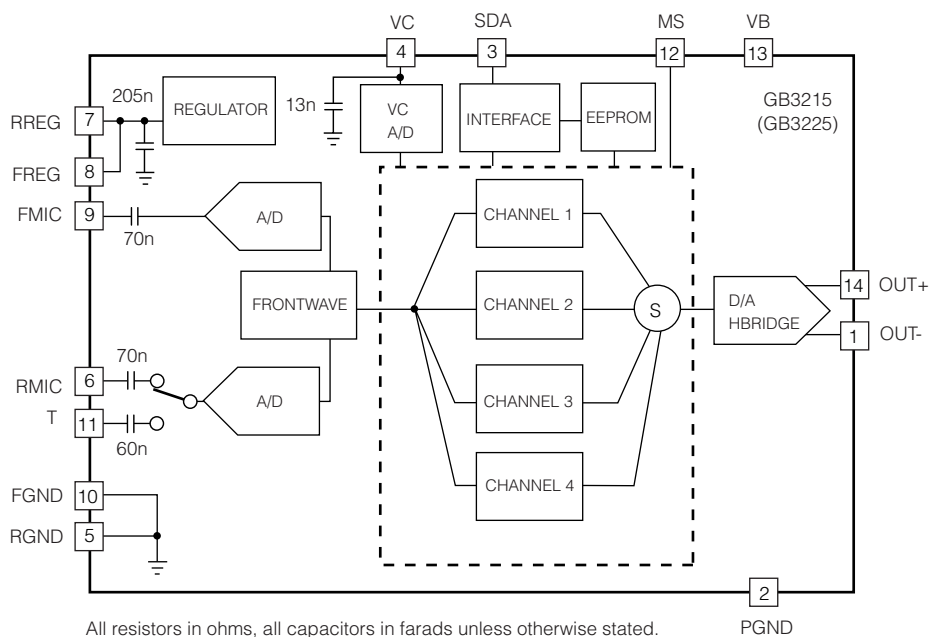 VC SDA MS VB
4 3 12 13
205n
REGULATOR
13n
VC
A/D
INTERFACE
EEPROM
GB3215
(GB3225)
RREG 7
FREG 8
FMIC 9
70n
A/D
FRONTWAVE
CHANNEL 1
CHANNEL 2
CHANNEL 3
CHANNEL 4
S
D/A
HBRIDGE
14 OUT+
1 OUT-
70n
RMIC 6
T 11
60n
A/D
FGND 10
RGND 5
2
PGND
All resistors in ohms, all capacitors in farads unless otherwise stated.